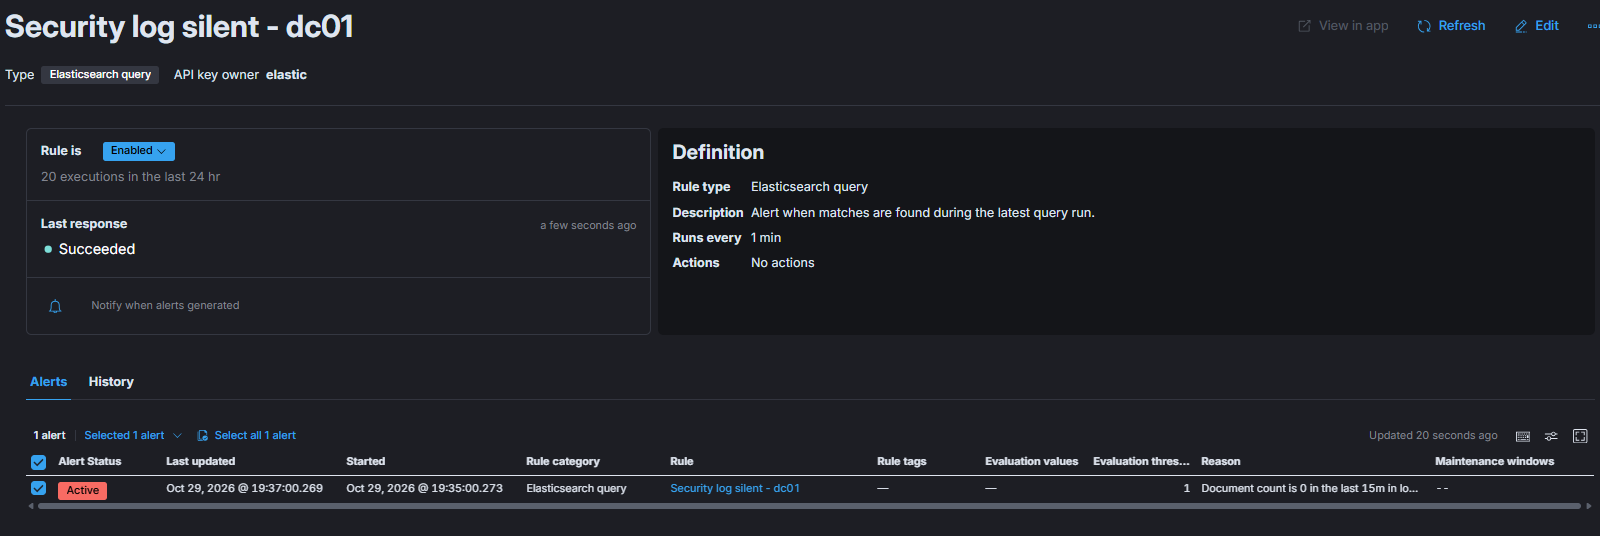 Security log silent - dc01
View in app
Refresh
Edit
Type Elasticsearch query API key owner elastic
Rule is Enabled
20 executions in the last 24 hr
Last response a few seconds ago
Succeeded
Notify when alerts generated
Definition
Rule type Elasticsearch query
Description Alert when matches are found during the latest query run.
Runs every 1 min
Actions No actions
Alerts History
1 alert Selected 1 alert Select all 1 alert Updated 20 seconds ago
Alert Status Last updated Started Rule category Rule Rule tags Evaluation values Evaluation thres... Reason Maintenance windows
Active Oct 29, 2026 @ 19:37:00.269 Oct 29, 2026 @ 19:35:00.273 Elasticsearch query Security log silent - dc01 — — 1 Document count is 0 in the last 15m in lo... --